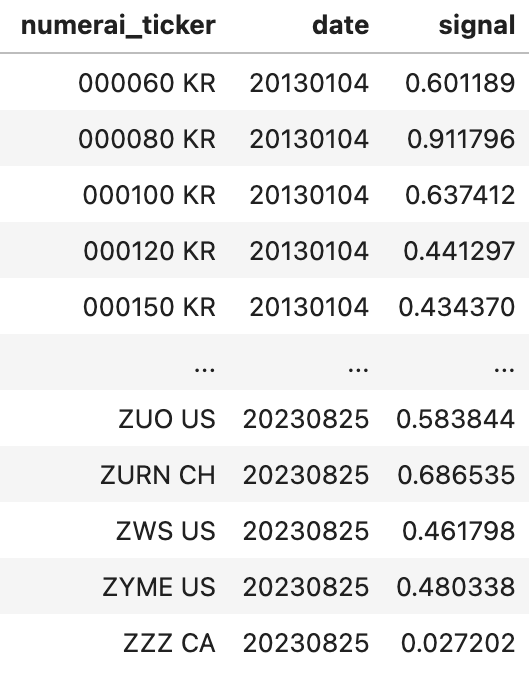 numerai_ticker date signal
000060 KR 20130104 0.601189
000080 KR 20130104 0.911796
000100 KR 20130104 0.637412
000120 KR 20130104 0.441297
000150 KR 20130104 0.434370
... ... ...
ZUO US 20230825 0.583844
ZURN CH 20230825 0.686535
ZWS US 20230825 0.461798
ZYME US 20230825 0.480338
ZZZ CA 20230825 0.027202